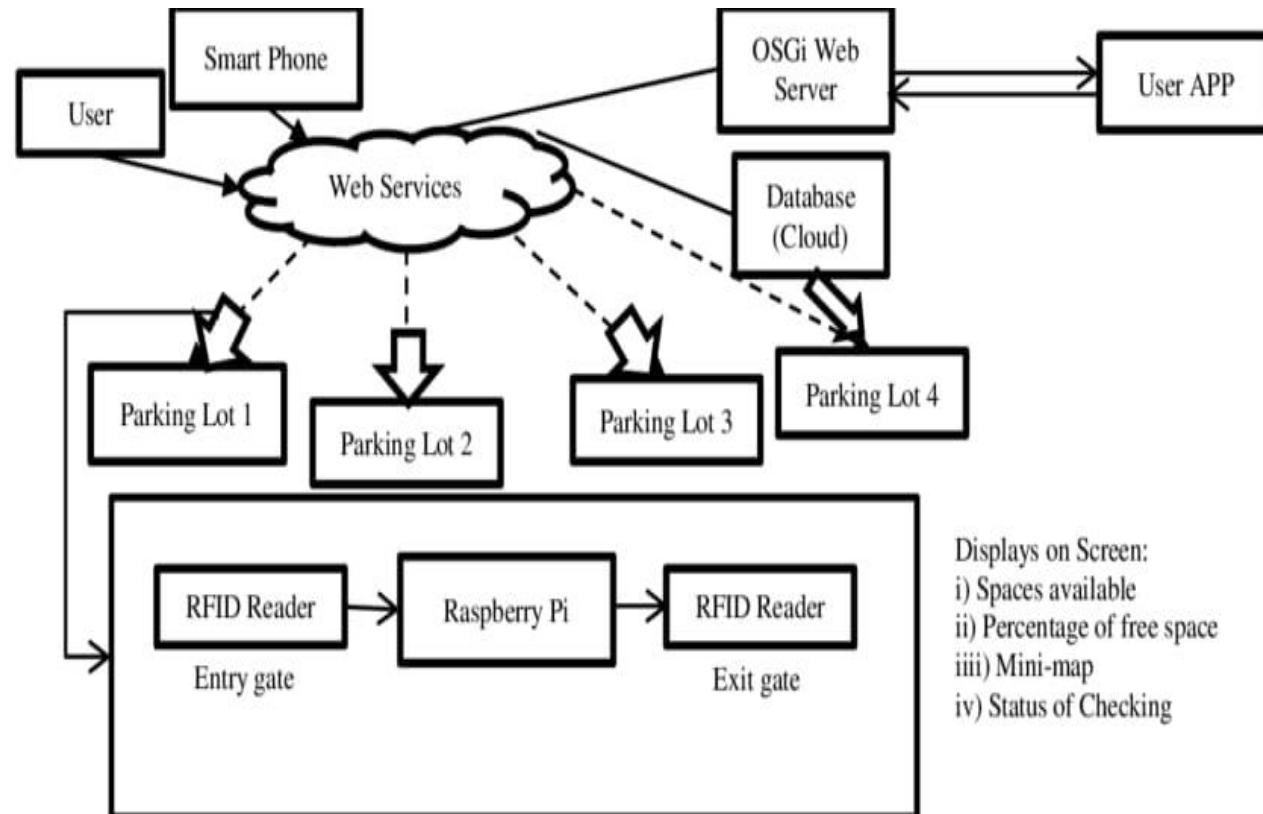 Smart Phone
User
OSGi Web
Server
User APP
Web Services
Database
(Cloud)
Parking Lot 1
Parking Lot 2
Parking Lot 3
Parking Lot 4
RFID Reader
Entry gate
Raspberry Pi
RFID Reader
Exit gate
Displays on Screen:
i) Spaces available
ii) Percentage of free space
iiii) Mini-map
iv) Status of Checking